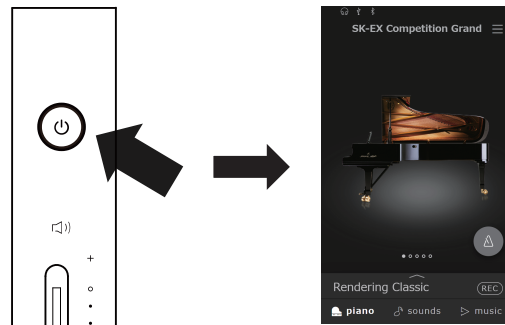 SK-EX Competition Grand
Rendering Classic
REC
piano
sounds
music